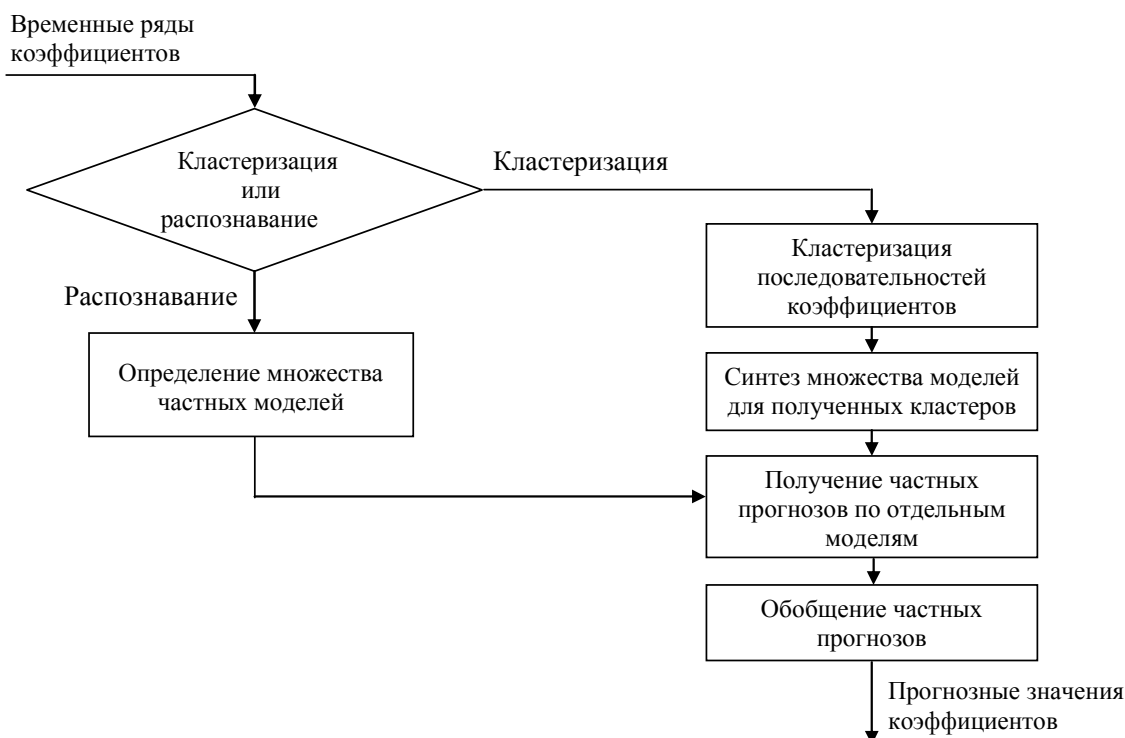 Временные ряды
коэффициентов
Кластеризация
или
распознавание
Кластеризация
Распознавание
Кластеризация
последовательностей
коэффициентов
Определение множества
частных моделей
Синтез множества моделей
для полученных кластеров
Получение частных
прогнозов по отдельным
моделям
Обобщение частных
прогнозов
Прогнозные значения
коэффициентов